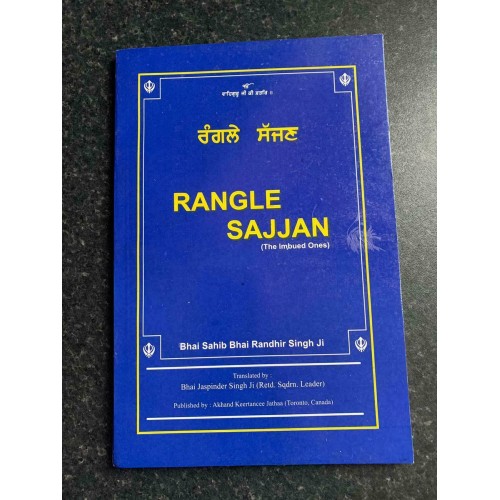 ੴ
ਵਾਹਿਗੁਰੂ ਜੀ ਕੀ ਫ਼ਤਹਿ ॥
ਰੰਗਲੇ ਸੱਜਣ
RANGLE
SAJJAN
(The Imbued Ones)
Bhai Sahib Bhai Randhir Singh Ji
Translated by :
Bhai Jaspinder Singh Ji (Retd. Sqdrn. Leader)
Published by : Akhand Keertanee Jathaa (Toronto, Canada)